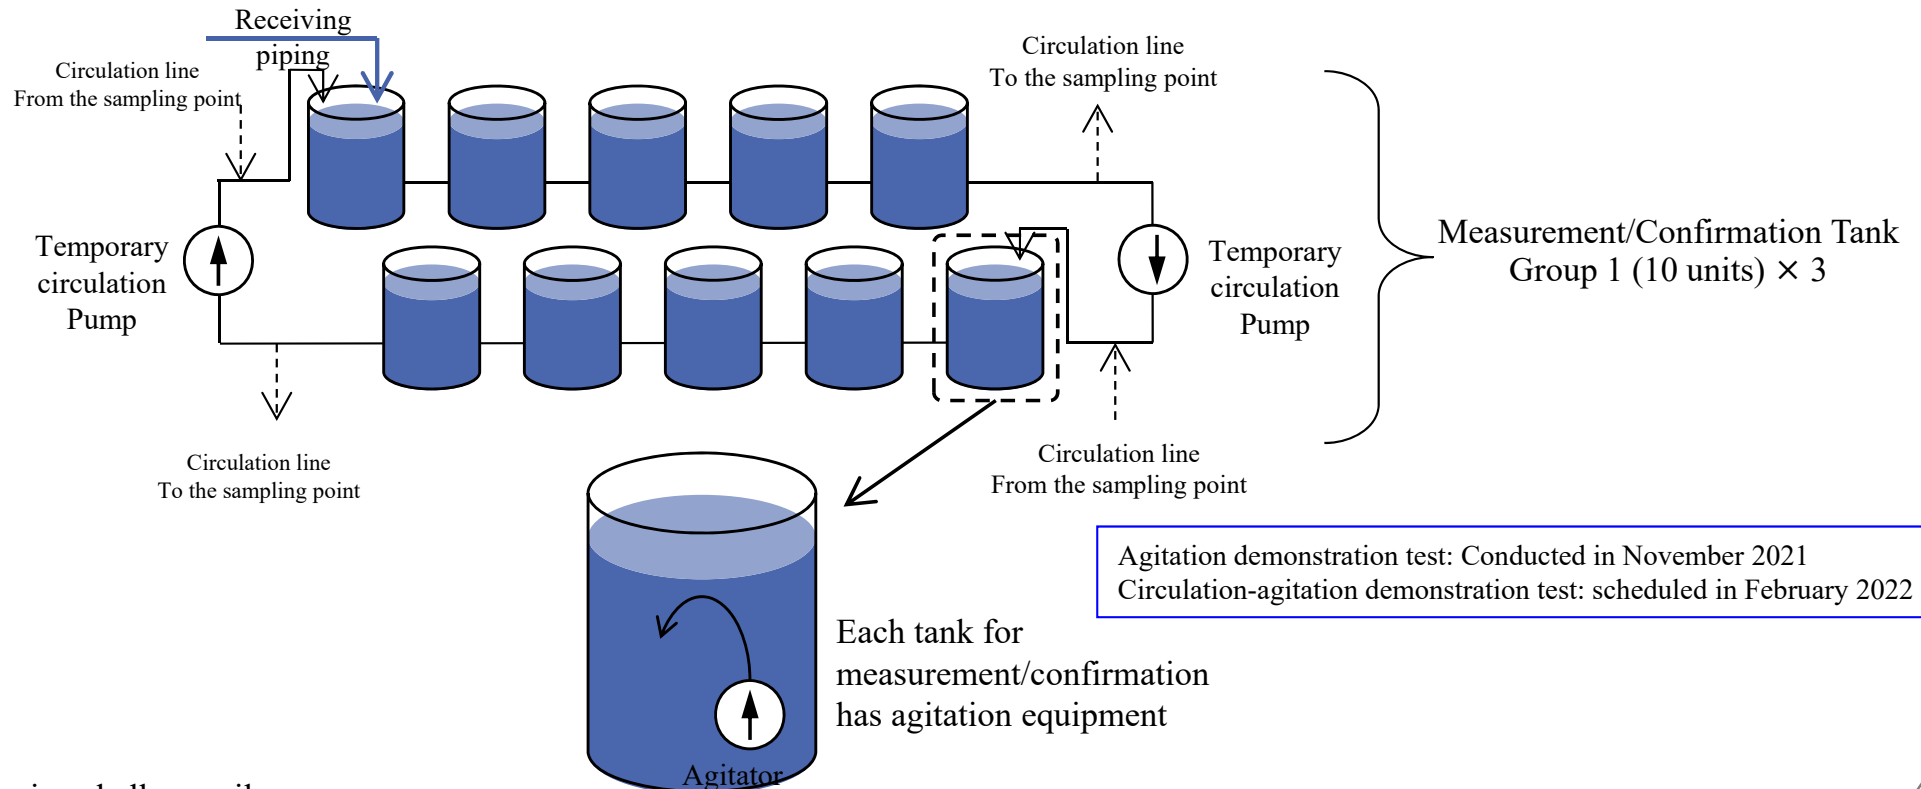 Receiving
piping
Circulation line
From the sampling point
Circulation line
To the sampling point
Temporary
circulation
Pump
Temporary
circulation
Pump
Measurement/Confirmation Tank
Group 1 (10 units) × 3
Circulation line
To the sampling point
Circulation line
From the sampling point
Agitation demonstration test: Conducted in November 2021
Circulation-agitation demonstration test: scheduled in February 2022
Each tank for
measurement/confirmation
has agitation equipment
Agitator